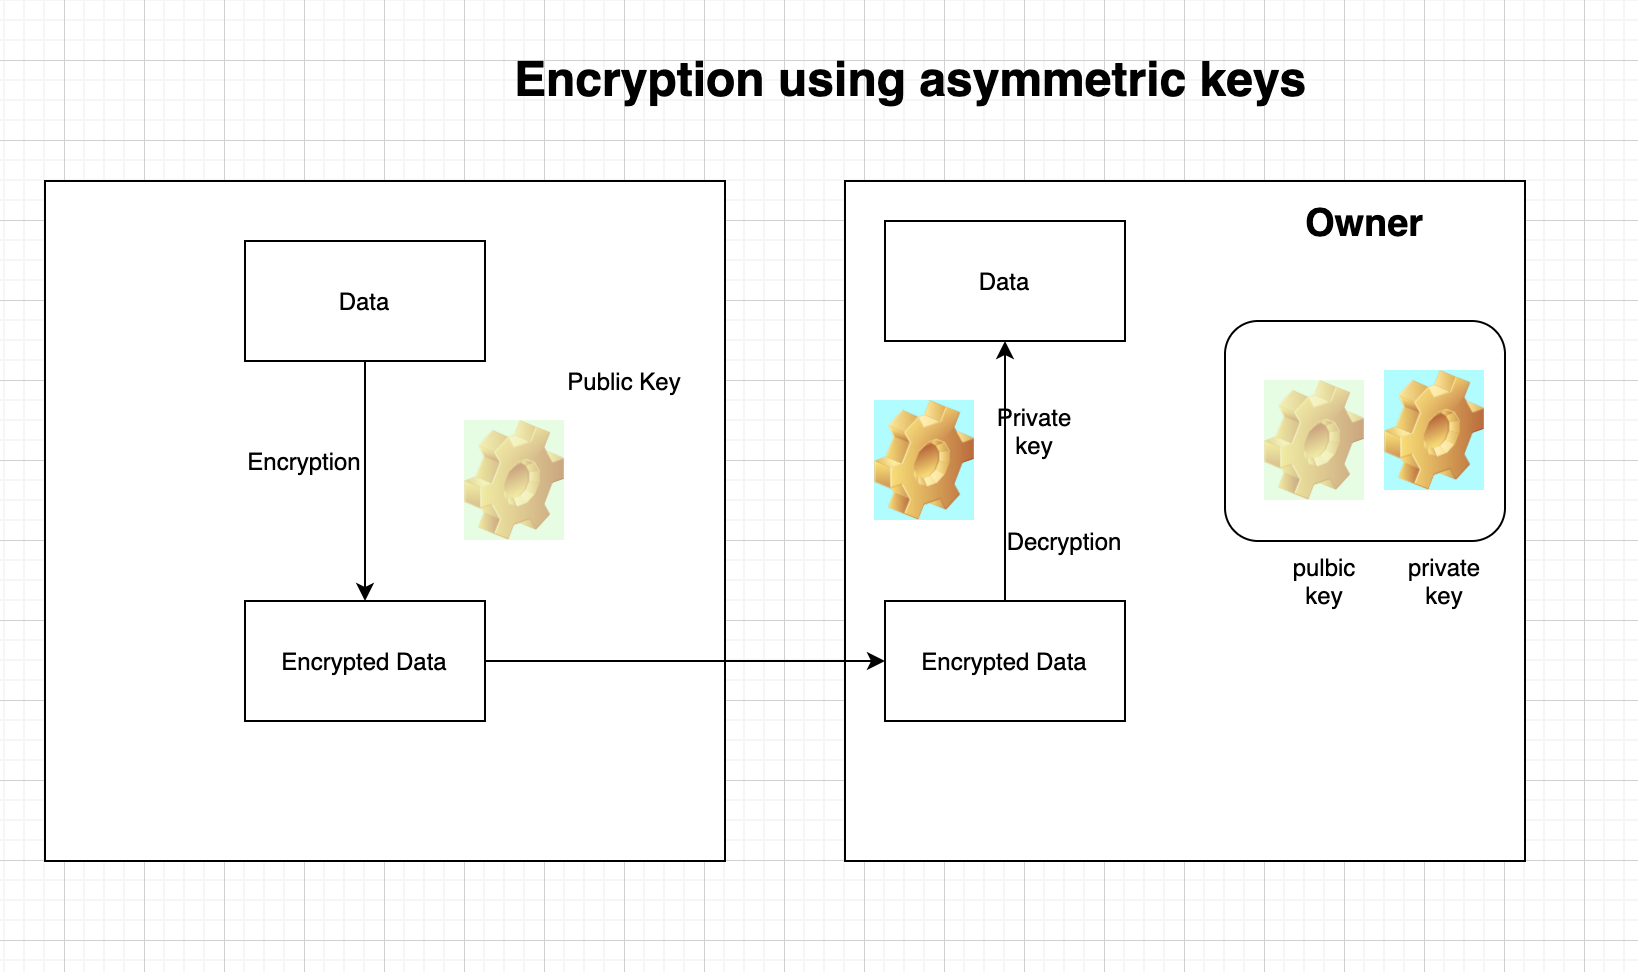 Encryption using asymmetric keys
Data
Public Key
Encryption
Encrypted Data
Owner
Data
Private
key
Decryption
Encrypted Data
pulbic
key
private
key